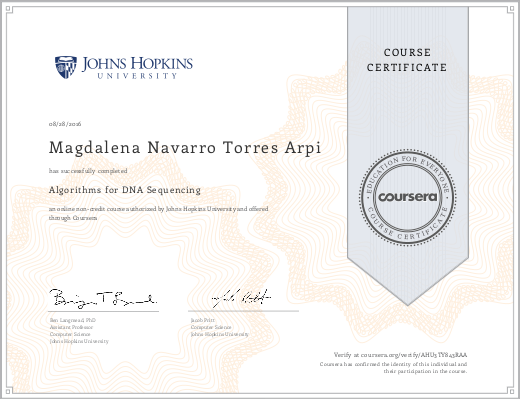 JOHNS HOPKINS
UNIVERSITY
COURSE
CERTIFICATE
08/28/2016
Magdalena Navarro Torres Arpi
has successfully completed
Algorithms for DNA Sequencing
an online non-credit course authorized by Johns Hopkins University and offered
through Coursera
EDUCATION FOR EVERYONE
coursera
COURSE CERTIFICATE
Ben Langmead, PhD
Assistant Professor
Computer Science
Johns Hopkins University
Jacob Pritt
Computer Science
Johns Hopkins University
Verify at coursera.org/verify/AHU3TY843RAA
Coursera has confirmed the identity of this individual and
their participation in the course.